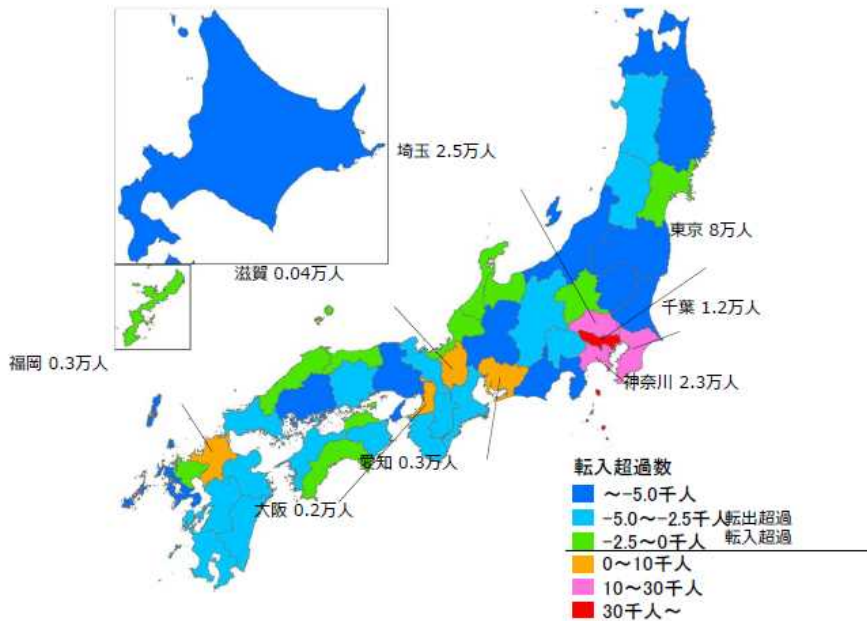 埼玉 2.5万人
東京 8万人
滋賀 0.04万人
千葉 1.2万人
福岡 0.3万人
神奈川 2.3万人
愛知 0.3万人
大阪 0.2万人
転入超過数
～-5.0千人
-5.0～-2.5千人 転出超過
-2.5～0千人 転入超過
0～10千人
10～30千人
30千人～